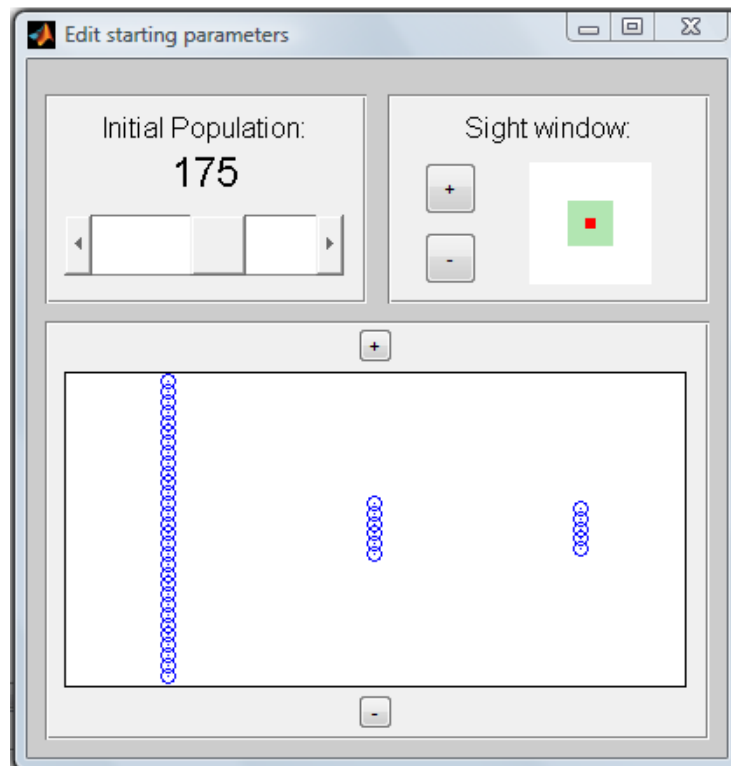 Edit starting parameters
Initial Population:
175
Sight window:
+
-
+
-